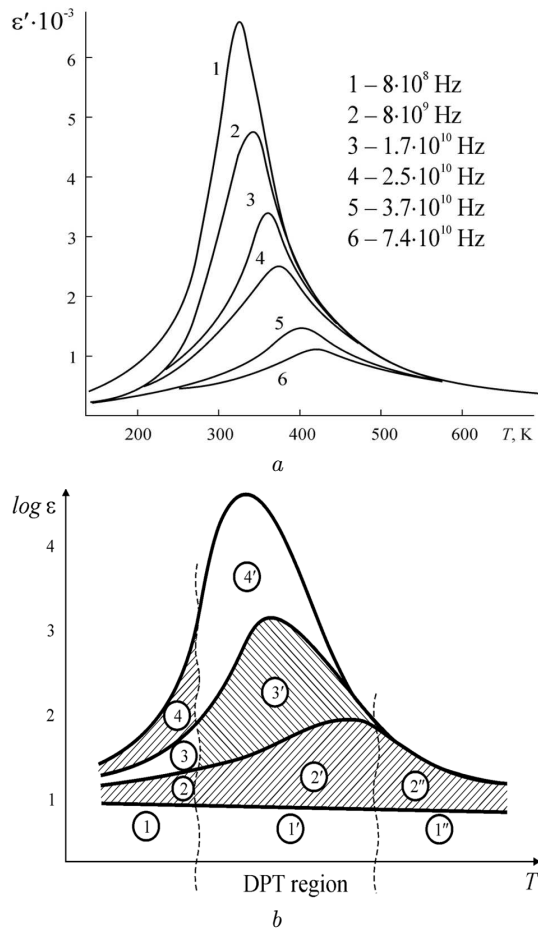 ε′·10⁻³
6
5
4
3
2
1
1
2
3
4
5
6
1 – 8·10⁸ Hz
2 – 8·10⁹ Hz
3 – 1.7·10¹⁰ Hz
4 – 2.5·10¹⁰ Hz
5 – 3.7·10¹⁰ Hz
6 – 7.4·10¹⁰ Hz
200 300 400 500 600 T, K
a
log ε
4
3
2
1
4′
3′
4
3
2
2′
2″
1
1′
1″
DPT region
T
b